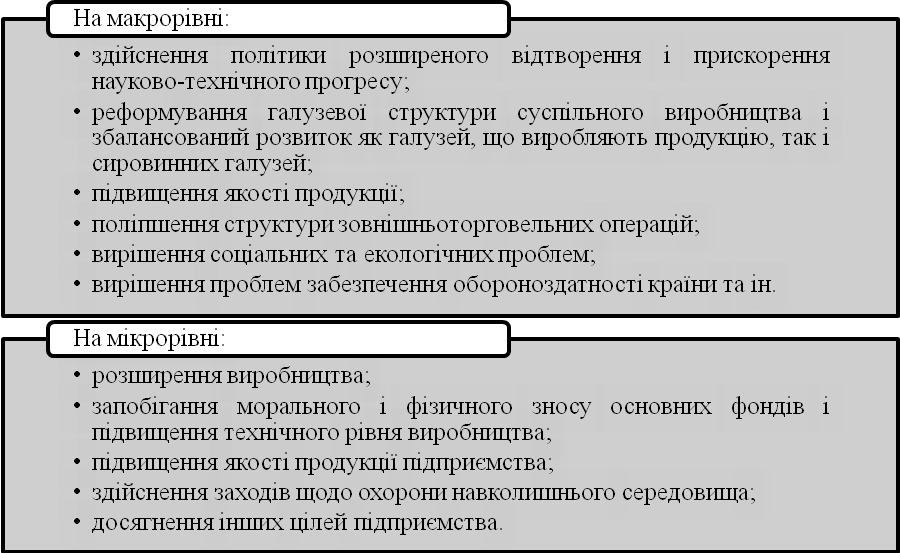 На макрорівні:
• здійснення політики розширеного відтворення і прискорення
науково-технічного прогресу;
• реформування галузевої структури суспільного виробництва і
збалансований розвиток як галузей, що виробляють продукцію, так і
сировинних галузей;
• підвищення якості продукції;
• поліпшення структури зовнішньоторговельних операцій;
• вирішення соціальних та екологічних проблем;
• вирішення проблем забезпечення обороноздатності країни та ін.
На мікрорівні:
• розширення виробництва;
• запобігання морального і фізичного зносу основних фондів і
підвищення технічного рівня виробництва;
• підвищення якості продукції підприємства;
• здійснення заходів щодо охорони навколишнього середовища;
• досягнення інших цілей підприємства.